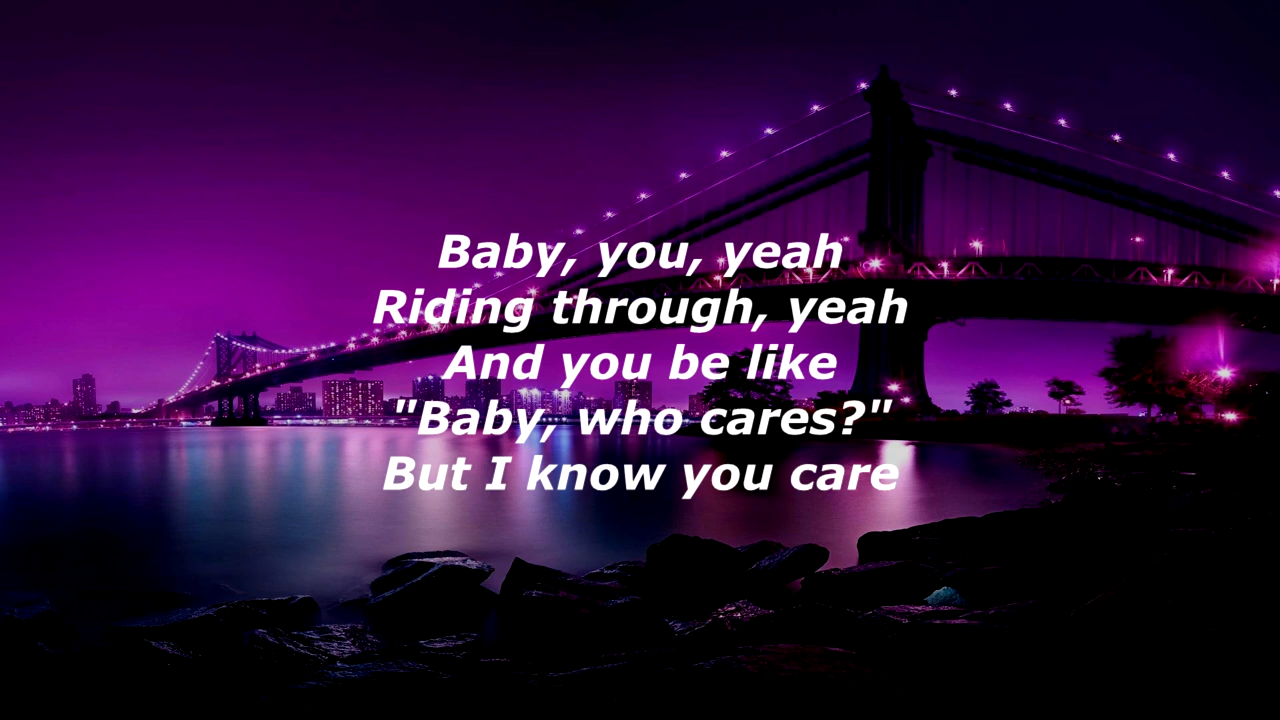 Baby, you, yeah
Riding through, yeah
And you be like
"Baby, who cares?"
But I know you care